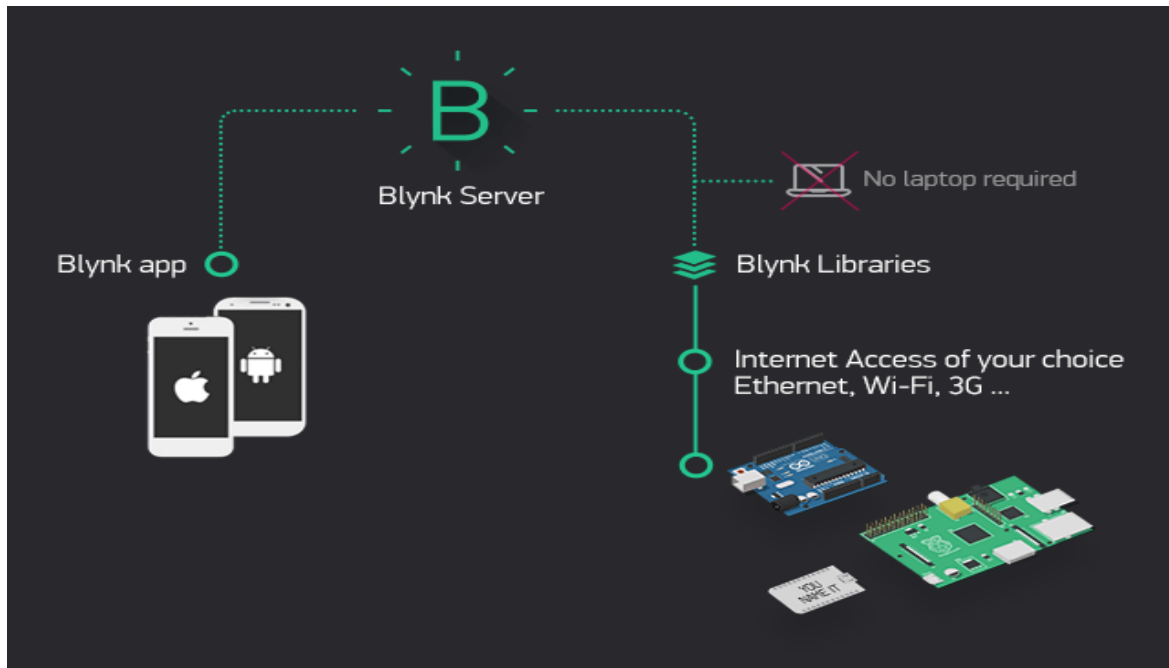 B
Blynk Server
No laptop required
Blynk app
Blynk Libraries
Internet Access of your choice
Ethernet, Wi-Fi, 3G ...
YOU
NAME IT